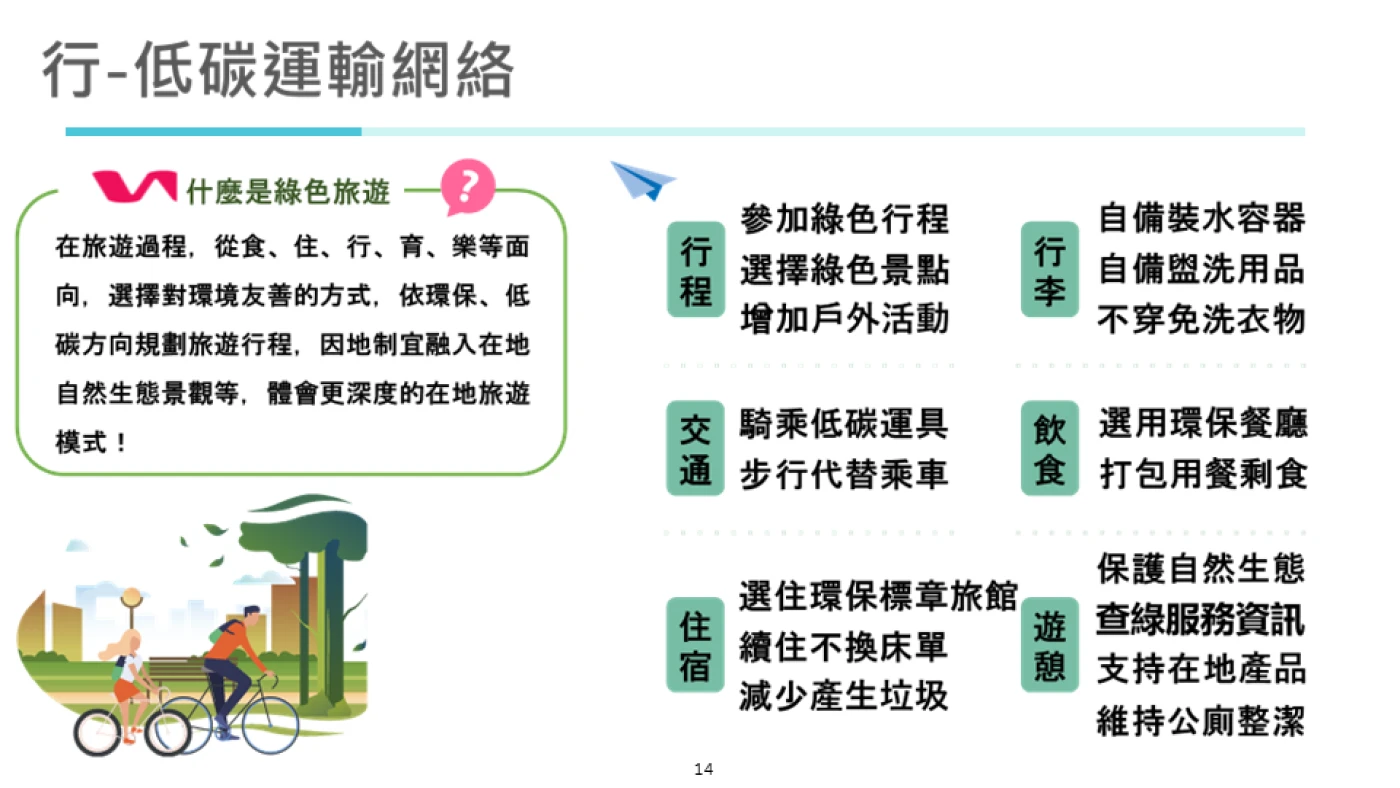 行-低碳運輸網絡
什麼是綠色旅遊
?
在旅遊過程，從食、住、行、育、樂等面
向，選擇對環境友善的方式，依環保、低
碳方向規劃旅遊行程，因地制宜融入在地
自然生態景觀等，體會更深度的在地旅遊
模式！
行程
參加綠色行程
選擇綠色景點
增加戶外活動
行李
自備裝水容器
自備盥洗用品
不穿免洗衣物
交通
騎乘低碳運具
步行代替乘車
飲食
選用環保餐廳
打包用餐剩食
住宿
選住環保標章旅館
續住不換床單
減少產生垃圾
遊憩
保護自然生態
查綠服務資訊
支持在地產品
維持公廁整潔
14